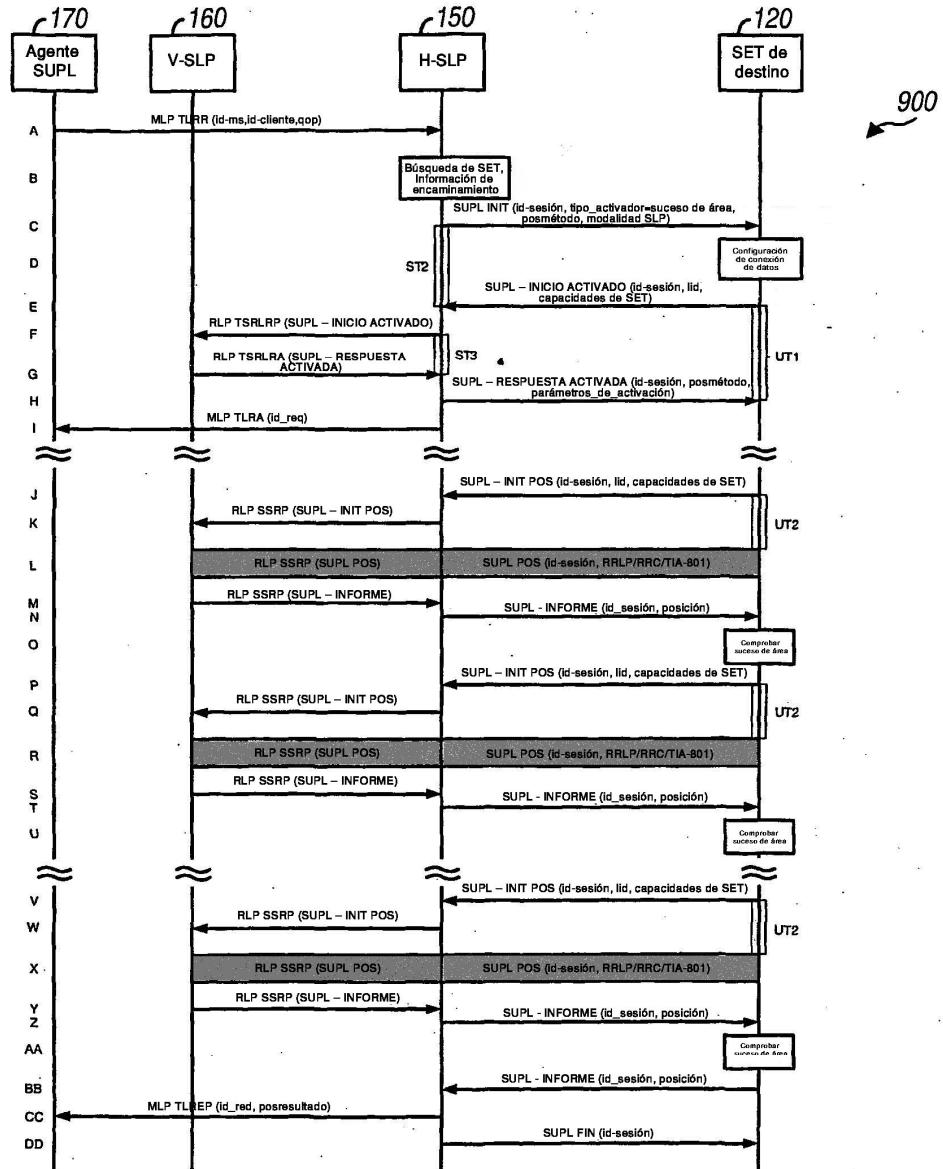 170
160
150
120
Agente
SUPL
V-SLP
H-SLP
SET de
destino
900
A
MLP TLRR (id-ms,id-cliente,qop)
B
Búsqueda de SET,
Información de
encaminamiento
SUPL INIT (id-sesión, tipo_activador=suceso de área,
posmétodo, modalidad SLP)
C
D
ST2
Configuración
de conexión
de datos
SUPL – INICIO ACTIVADO (id-sesión, lid,
capacidades de SET)
E
RLP TSRLRP (SUPL – INICIO ACTIVADO)
F
ST3
UT1
RLP TSRLRA (SUPL – RESPUESTA
ACTIVADA)
G
SUPL – RESPUESTA ACTIVADA (id-sesión, posmétodo,
parámetros_de_activación)
H
MLP TLRA (id_req)
I
SUPL – INIT POS (id-sesión, lid, capacidades de SET)
J
RLP SSRP (SUPL – INIT POS)
K
UT2
L
RLP SSRP (SUPL POS)
SUPL POS (id-sesión, RRLP/RRC/TIA-801)
RLP SSRP (SUPL – INFORME)
M
SUPL - INFORME (id_sesión, posición)
N
O
Comprobar
suceso de área
SUPL – INIT POS (id-sesión, lid, capacidades de SET)
P
RLP SSRP (SUPL – INIT POS)
Q
UT2
R
RLP SSRP (SUPL POS)
SUPL POS (id-sesión, RRLP/RRC/TIA-801)
RLP SSRP (SUPL – INFORME)
S
SUPL - INFORME (id_sesión, posición)
T
U
Comprobar
suceso de área
SUPL – INIT POS (id-sesión, lid, capacidades de SET)
V
RLP SSRP (SUPL – INIT POS)
W
UT2
X
RLP SSRP (SUPL POS)
SUPL POS (id-sesión, RRLP/RRC/TIA-801)
RLP SSRP (SUPL – INFORME)
Y
SUPL - INFORME (id_sesión, posición)
Z
AA
Comprobar
suceso de área
SUPL - INFORME (id_sesión, posición)
BB
MLP TLREP (id_red, posresultado)
CC
SUPL FIN (id-sesión)
DD